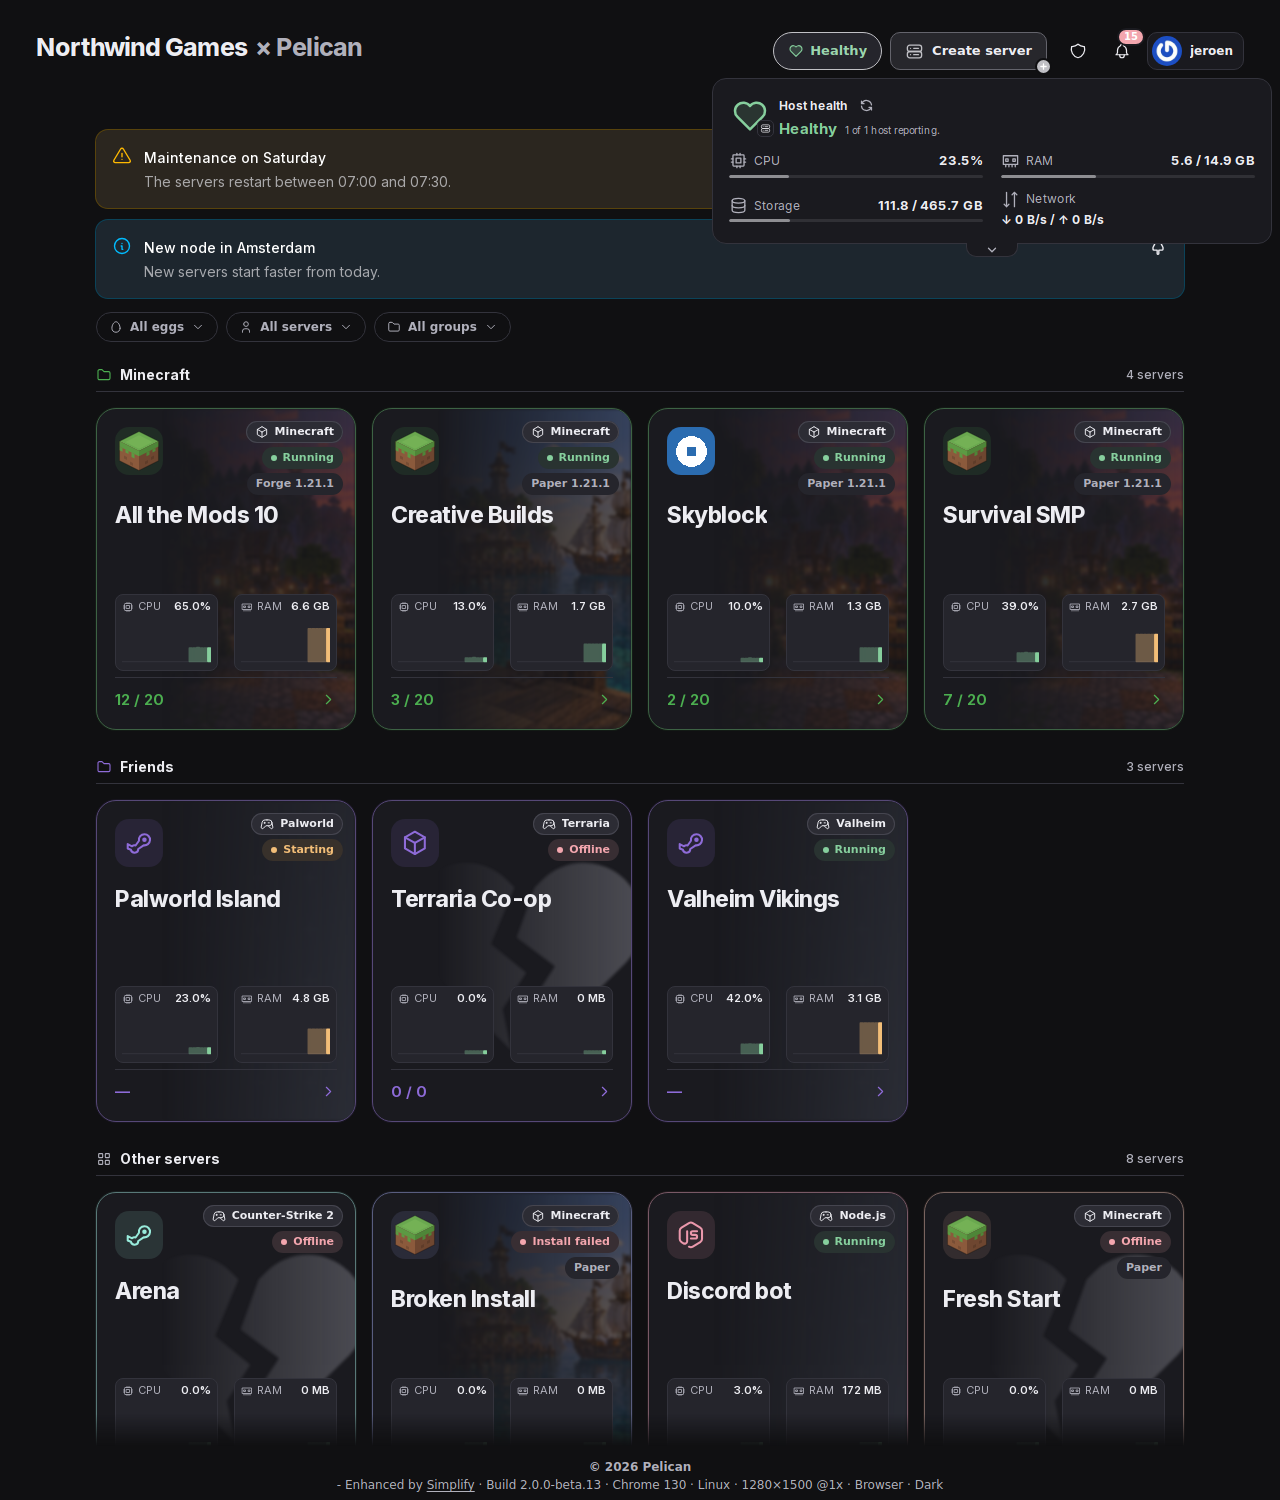 Northwind Games × Pelican
Healthy
Create server
15
jeroen
Host health
Healthy 1 of 1 host reporting.
CPU 23.5%
RAM 5.6 / 14.9 GB
Storage 111.8 / 465.7 GB
Network
↓ 0 B/s / ↑ 0 B/s
Maintenance on Saturday
The servers restart between 07:00 and 07:30.
New node in Amsterdam
New servers start faster from today.
All eggs
All servers
All groups
Minecraft
4 servers
Minecraft
Running
Forge 1.21.1
All the Mods 10
CPU 65.0%
RAM 6.6 GB
12 / 20
Minecraft
Running
Paper 1.21.1
Creative Builds
CPU 13.0%
RAM 1.7 GB
3 / 20
Minecraft
Running
Paper 1.21.1
Skyblock
CPU 10.0%
RAM 1.3 GB
2 / 20
Minecraft
Running
Paper 1.21.1
Survival SMP
CPU 39.0%
RAM 2.7 GB
7 / 20
Friends
3 servers
Palworld
Starting
Palworld Island
CPU 23.0%
RAM 4.8 GB
—
Terraria
Offline
Terraria Co-op
CPU 0.0%
RAM 0 MB
0 / 0
Valheim
Running
Valheim Vikings
CPU 42.0%
RAM 3.1 GB
—
Other servers
8 servers
Counter-Strike 2
Offline
Arena
CPU 0.0%
RAM 0 MB
Minecraft
Install failed
Paper
Broken Install
CPU 0.0%
RAM 0 MB
Node.js
Running
Discord bot
CPU 3.0%
RAM 172 MB
Minecraft
Offline
Paper
Fresh Start
CPU 0.0%
RAM 0 MB
© 2026 Pelican
- Enhanced by Simplify · Build 2.0.0-beta.13 · Chrome 130 · Linux · 1280×1500 @1x · Browser · Dark